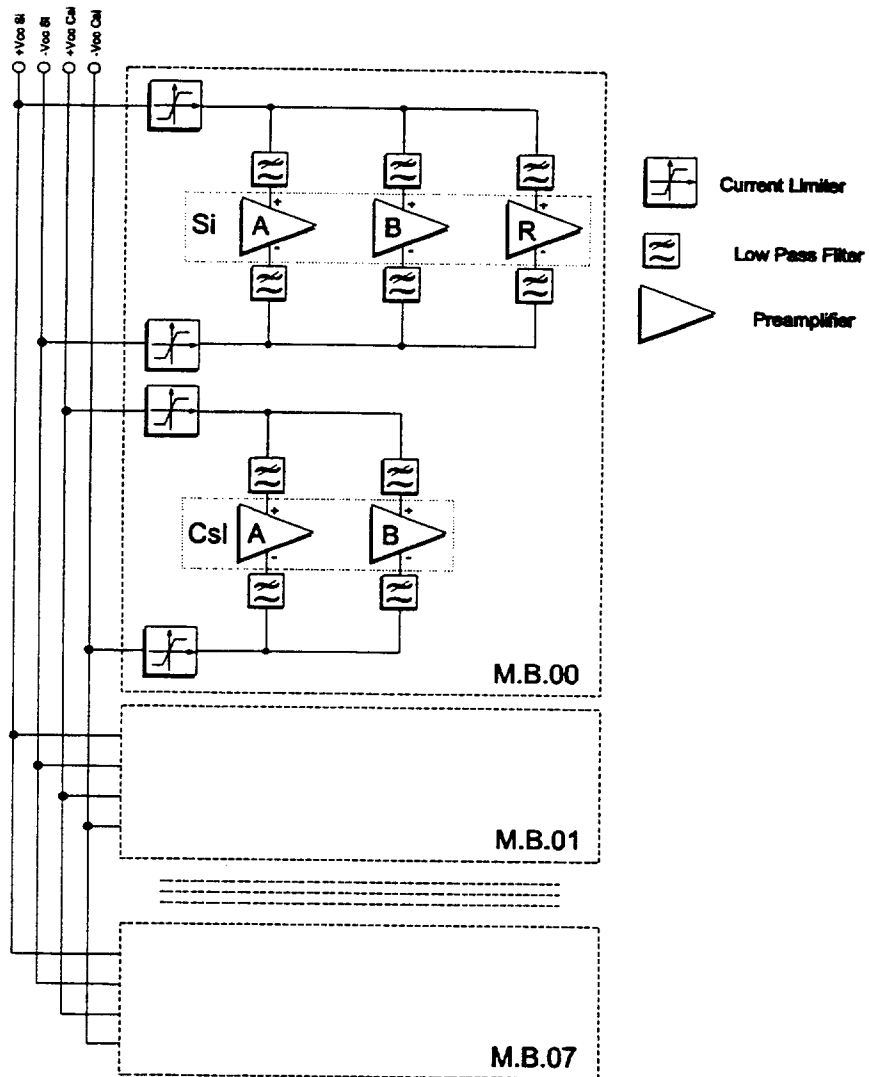 +Vcc Si
-Vcc Si
+Vcc CsI
-Vcc CsI
Current Limiter
+ + +
Si A B R
- - -
Low Pass Filter
Preamplifier
+ +
CsI A B
- -
M.B.00
M.B.01
M.B.07